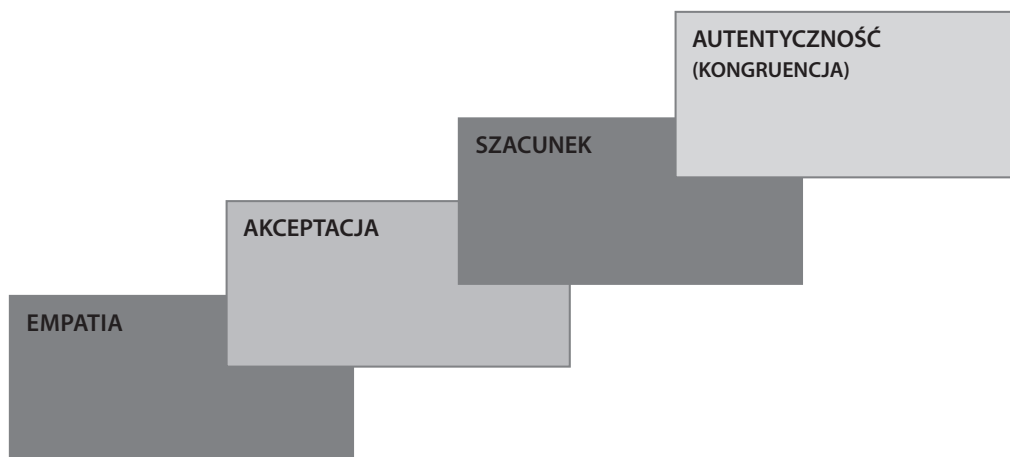 AUTENTYCZNOŚĆ
(KONGRUENCJA)
SZACUNEK
AKCEPTACJA
EMPATIA